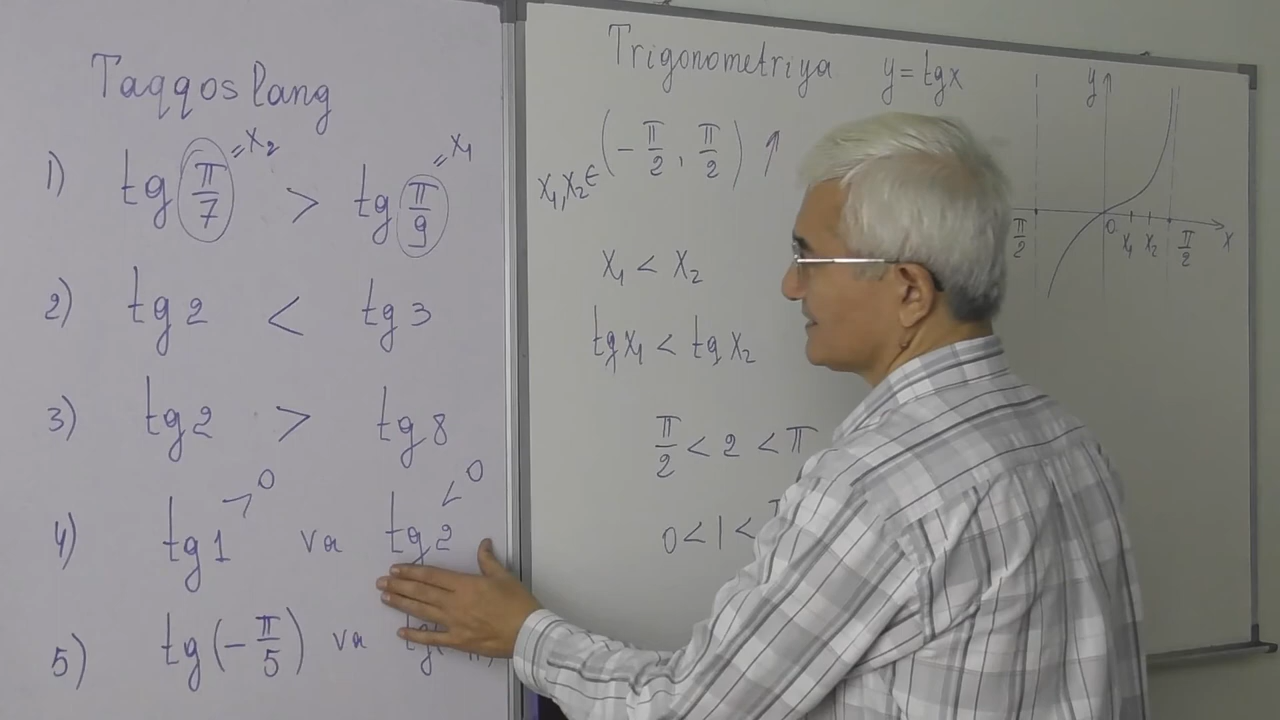 Taqqoslang
1) tg π/7 = x₂ > tg π/9 = x₁
2) tg 2 < tg 3
3) tg 2 > tg 8
4) tg 1 > 0 va tg 2 < 0
5) tg(-π/5) va tg(
Trigonometriya y = tg x
x₁, x₂ ∈ (-π/2, π/2) ↑
x₁ < x₂
tg x₁ < tg x₂
π/2 < 2 < π
0 < 1 <
y
π/2 0 x₁ x₂ π/2 x